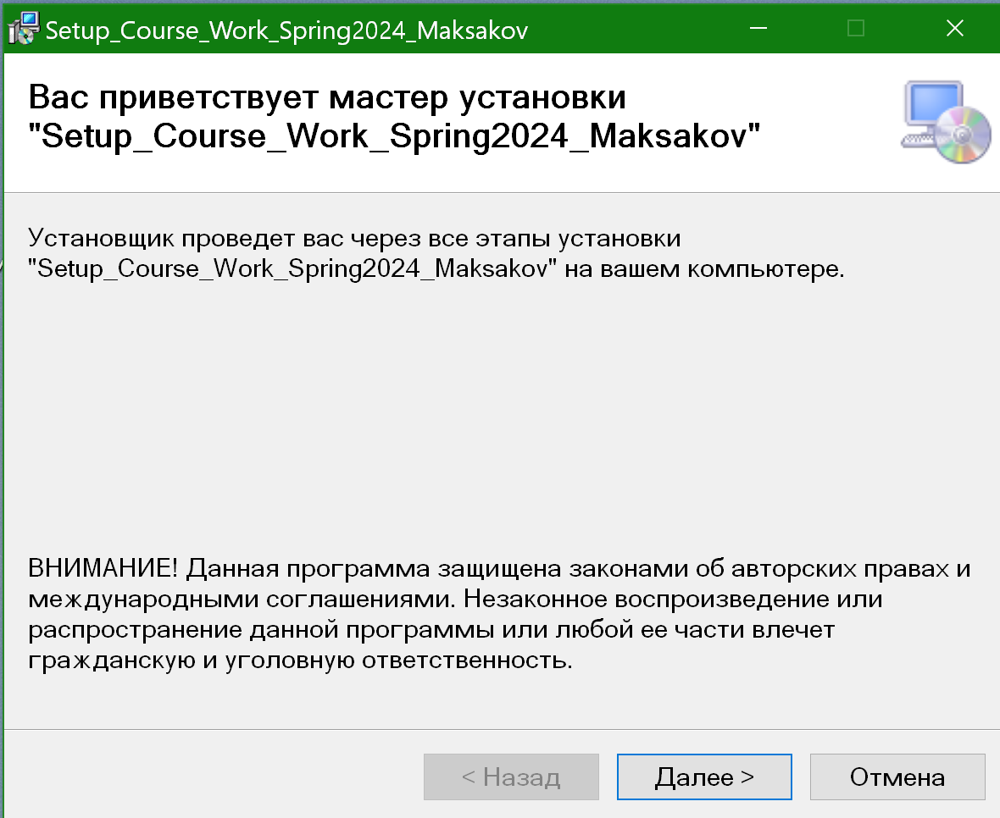 Setup_Course_Work_Spring2024_Maksakov
Вас приветствует мастер установки
"Setup_Course_Work_Spring2024_Maksakov"
Установщик проведет вас через все этапы установки
"Setup_Course_Work_Spring2024_Maksakov" на вашем компьютере.
ВНИМАНИЕ! Данная программа защищена законами об авторских правах и
международными соглашениями. Незаконное воспроизведение или
распространение данной программы или любой ее части влечет
гражданскую и уголовную ответственность.
< Назад
Далее >
Отмена